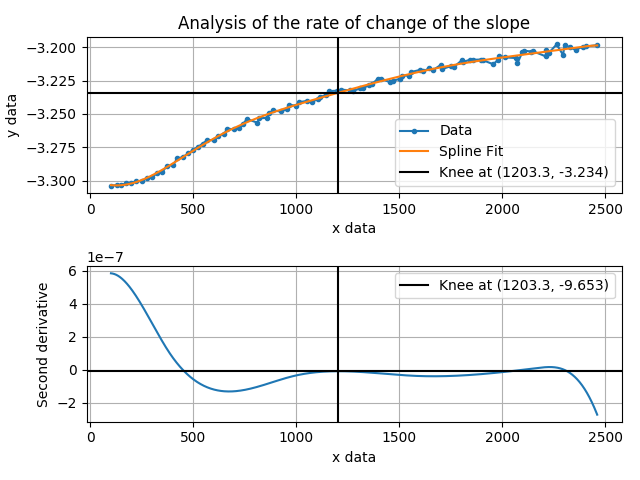 Analysis of the rate of change of the slope
y data
−3.200
−3.225
−3.250
−3.275
−3.300
Data
Spline Fit
Knee at (1203.3, -3.234)
0 500 1000 1500 2000 2500
x data
1e−7
Second derivative
6
4
2
0
−2
Knee at (1203.3, -9.653)
0 500 1000 1500 2000 2500
x data